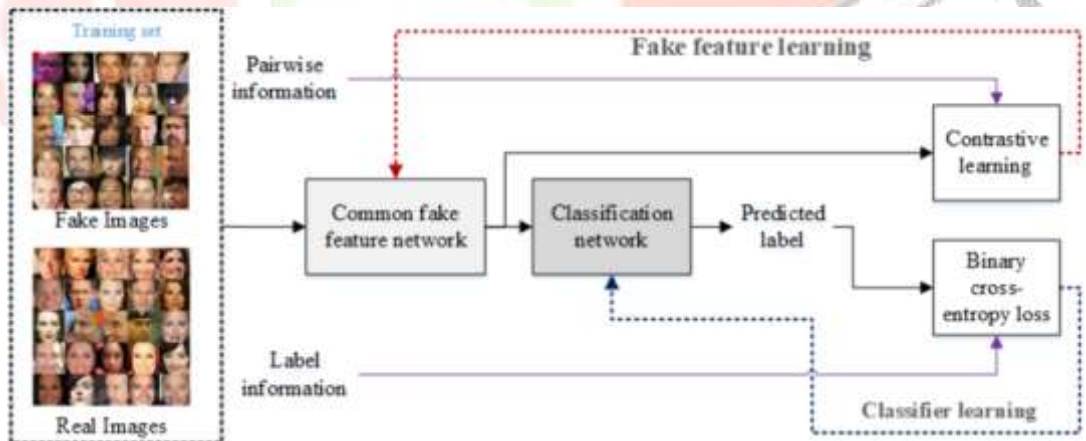 Training set
Fake Images
Real Images
Pairwise
information
Label
information
Common fake
feature network
Classification
network
Predicted
label
Fake feature learning
Contrastive
learning
Binary
cross-
entropy loss
Classifier learning